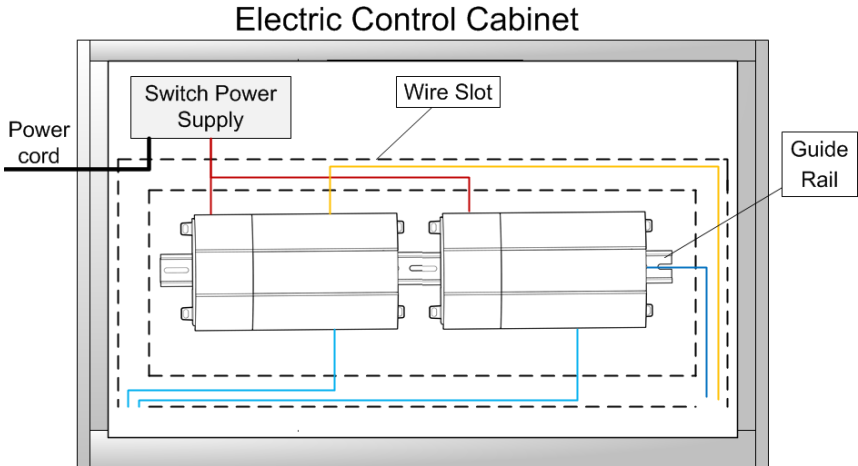 Electric Control Cabinet
Switch Power
Supply
Wire Slot
Power
cord
Guide
Rail